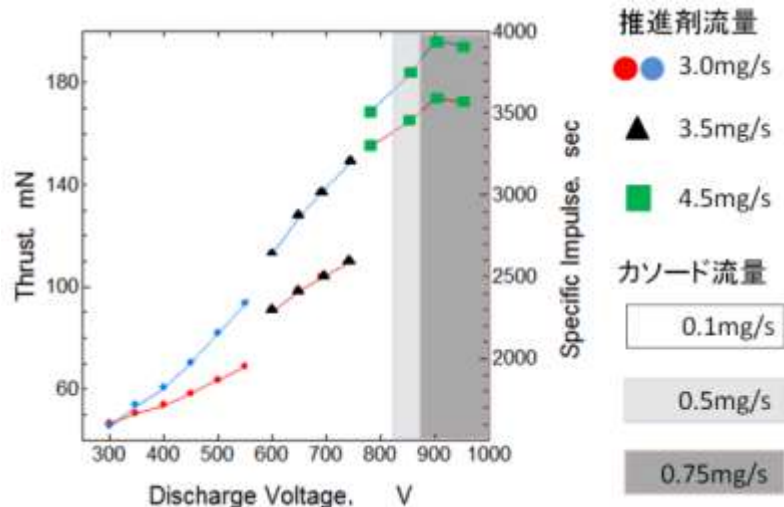 180
140
100
60
Thrust. mN
300 400 500 600 700 800 900 1000
Discharge Voltage. V
4000
3500
3000
2500
2000
Specific Impulse. sec
推進剤流量
3.0mg/s
3.5mg/s
4.5mg/s
カソード流量
0.1mg/s
0.5mg/s
0.75mg/s